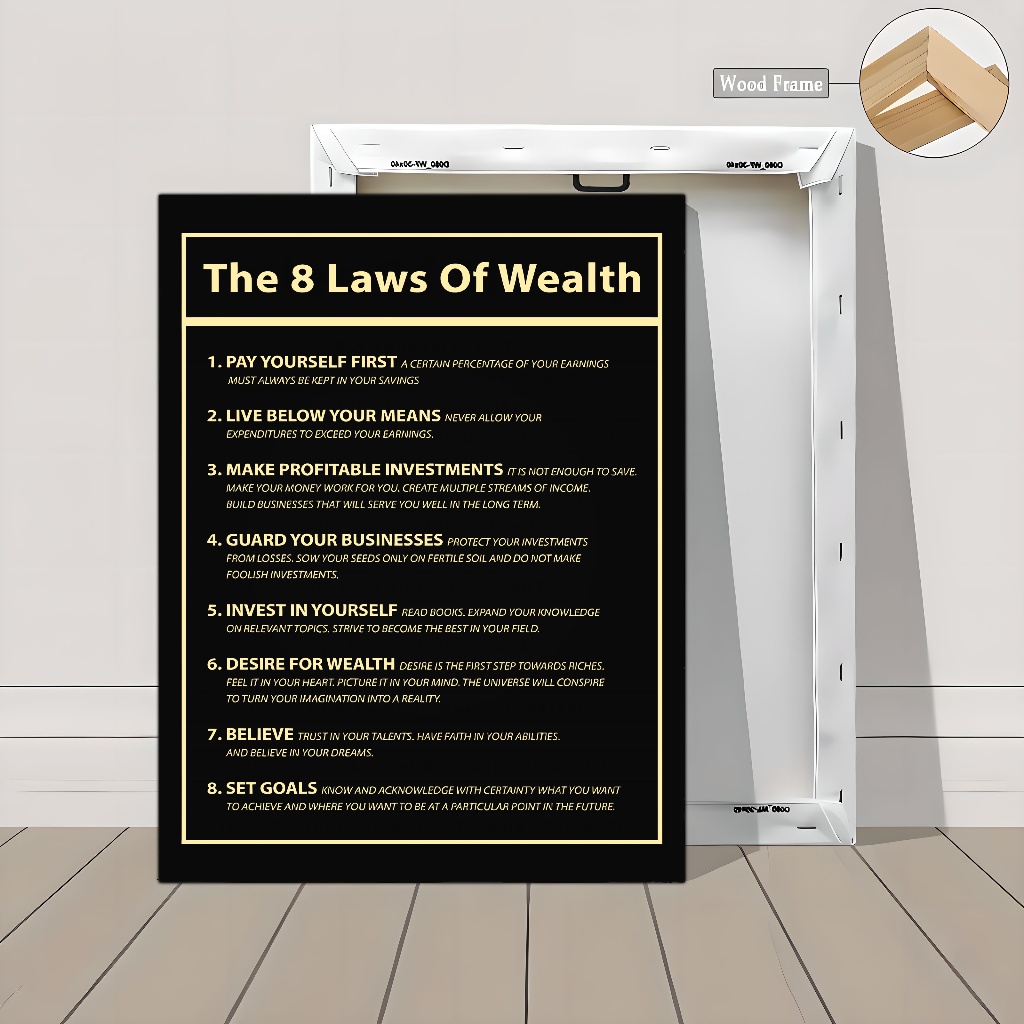 Wood Frame
The 8 Laws Of Wealth
1. PAY YOURSELF FIRST A CERTAIN PERCENTAGE OF YOUR EARNINGS
MUST ALWAYS BE KEPT IN YOUR SAVINGS
2. LIVE BELOW YOUR MEANS NEVER ALLOW YOUR
EXPENDITURES TO EXCEED YOUR EARNINGS.
3. MAKE PROFITABLE INVESTMENTS IT IS NOT ENOUGH TO SAVE.
MAKE YOUR MONEY WORK FOR YOU. CREATE MULTIPLE STREAMS OF INCOME.
BUILD BUSINESSES THAT WILL SERVE YOU WELL IN THE LONG TERM.
4. GUARD YOUR BUSINESSES PROTECT YOUR INVESTMENTS
FROM LOSSES. SOW YOUR SEEDS ONLY ON FERTILE SOIL AND DO NOT MAKE
FOOLISH INVESTMENTS.
5. INVEST IN YOURSELF READ BOOKS. EXPAND YOUR KNOWLEDGE
ON RELEVANT TOPICS. STRIVE TO BECOME THE BEST IN YOUR FIELD.
6. DESIRE FOR WEALTH DESIRE IS THE FIRST STEP TOWARDS RICHES.
FEEL IT IN YOUR HEART. PICTURE IT IN YOUR MIND. THE UNIVERSE WILL CONSPIRE
TO TURN YOUR IMAGINATION INTO A REALITY.
7. BELIEVE TRUST IN YOUR TALENTS. HAVE FAITH IN YOUR ABILITIES.
AND BELIEVE IN YOUR DREAMS.
8. SET GOALS KNOW AND ACKNOWLEDGE WITH CERTAINTY WHAT YOU WANT
TO ACHIEVE AND WHERE YOU WANT TO BE AT A PARTICULAR POINT IN THE FUTURE.